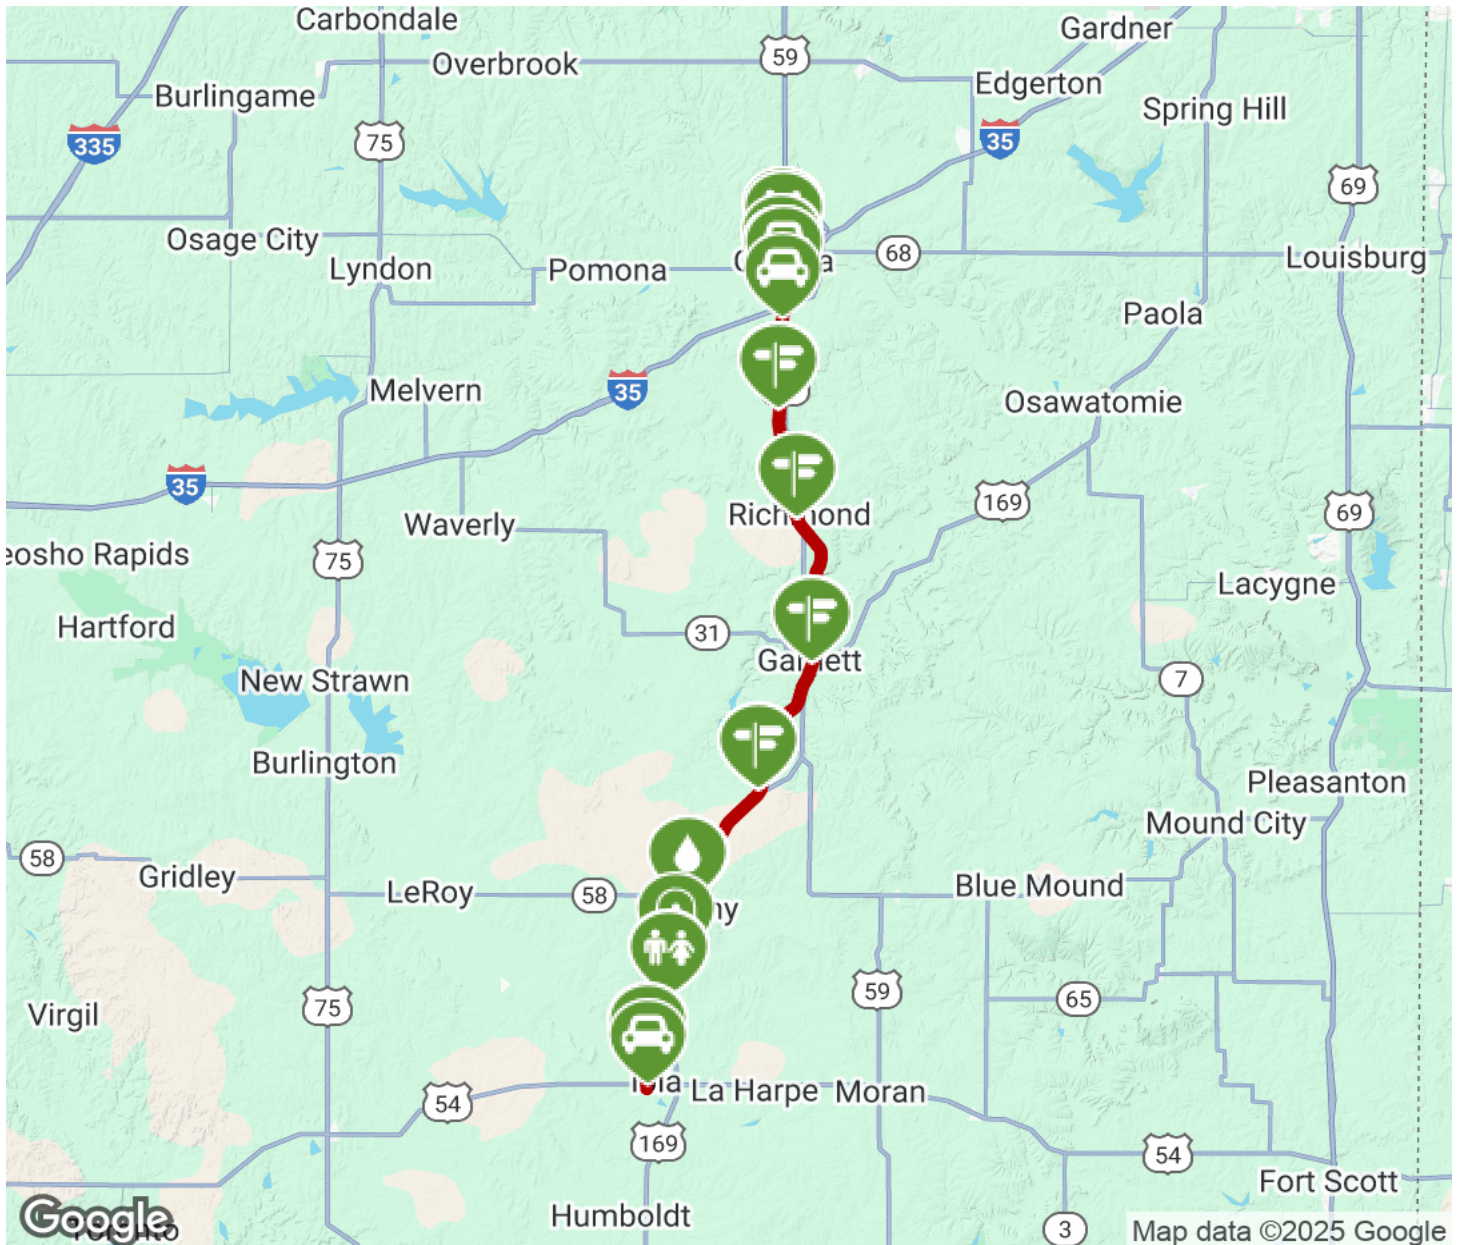 Carbondale
Gardner
59
Overbrook
Edgerton
Burlingame
Spring Hill
335
75
35
69
Osage City
68
Louisburg
Lyndon
Pomona
Paola
Melvern
35
Osawatomie
35
169
69
Richmond
Waverly
eosho Rapids
75
Lacygne
Hartford
31
Garnett
7
New Strawn
Burlington
Pleasanton
Mound City
58
Gridley
LeRoy
58
ny
Blue Mound
59
65
Virgil
75
La Harpe
Moran
54
169
54
Fort Scott
Humboldt
Google
3
Map data ©2025 Google